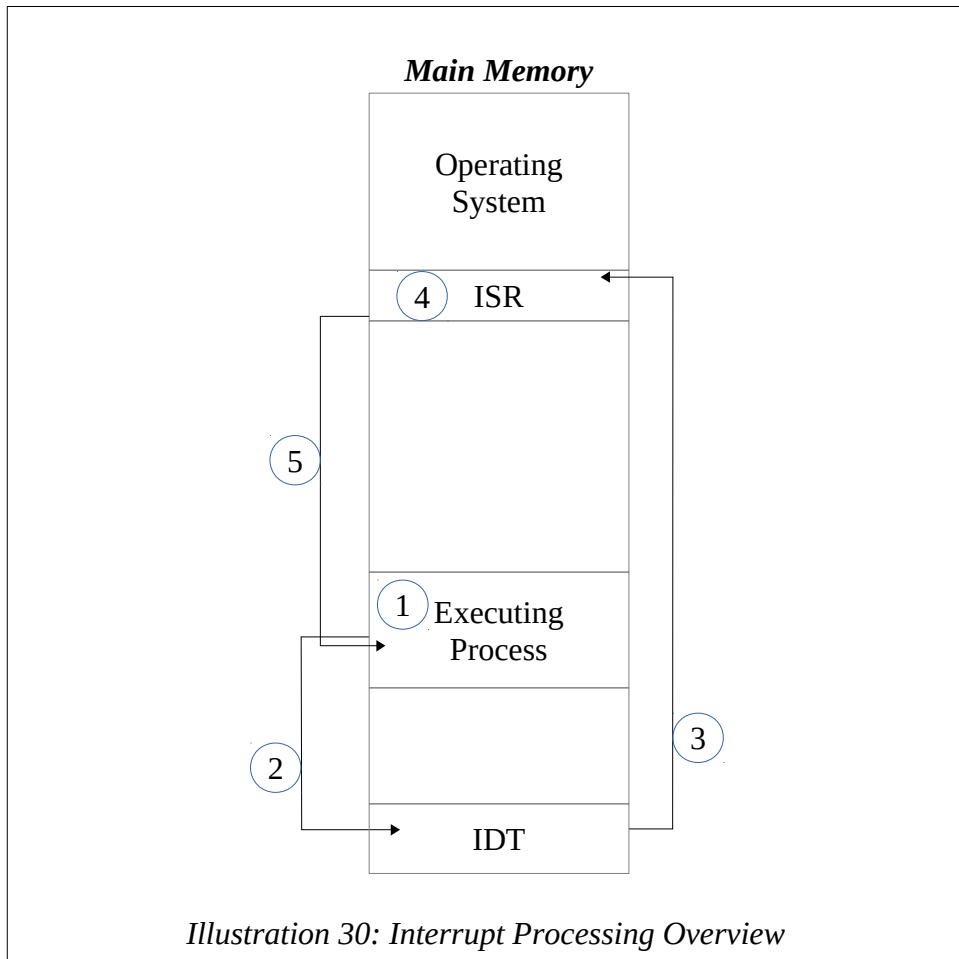 Main Memory
Operating
System
4
ISR
5
1
Executing
Process
3
2
IDT
Illustration 30: Interrupt Processing Overview